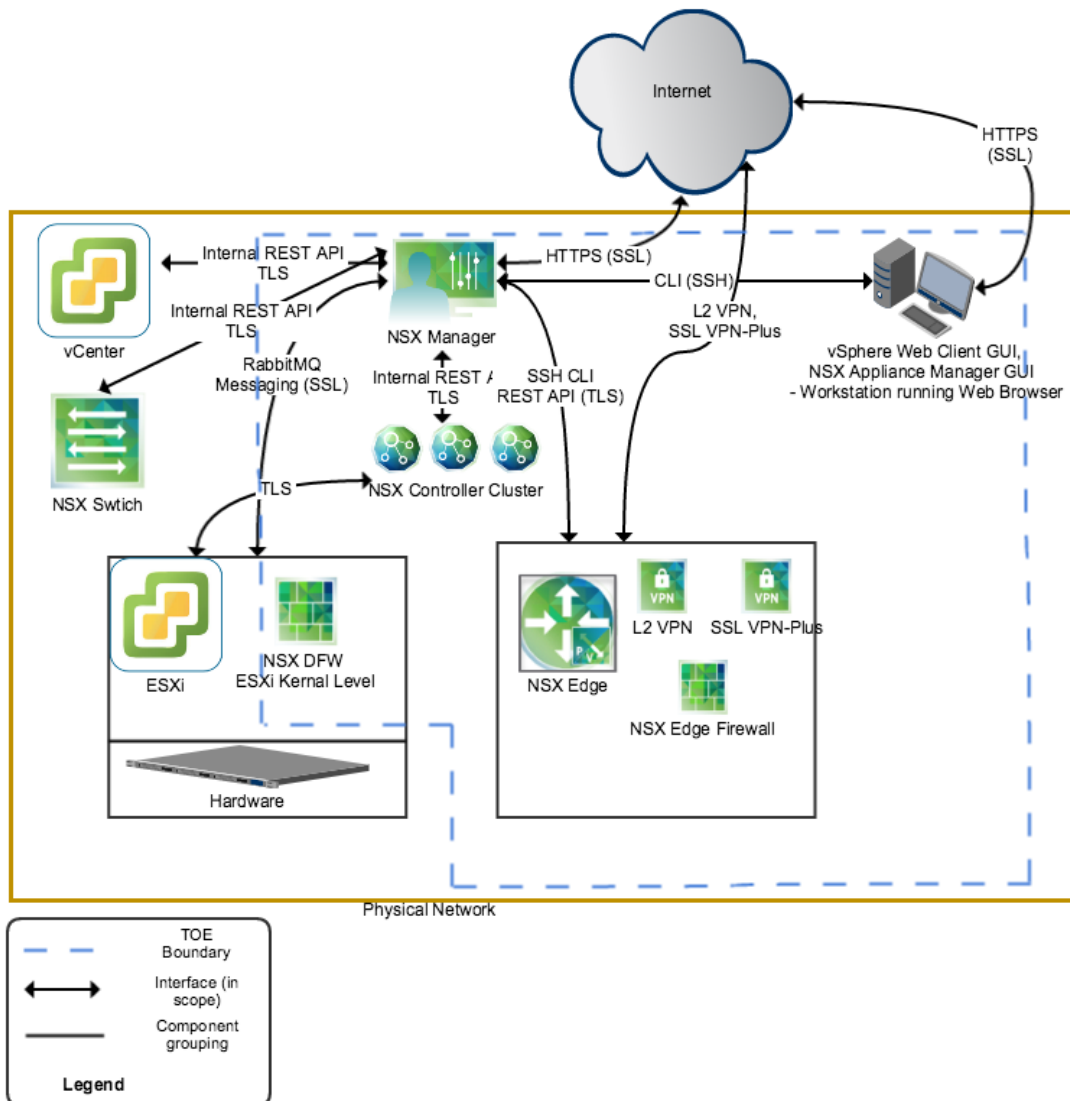 Internet
HTTPS
(SSL)
Internal REST API
TLS
HTTPS (SSL)
CLI (SSH)
Internal REST API
TLS
L2 VPN,
SSL VPN-Plus
vCenter
NSX Manager
vSphere Web Client GUI,
NSX Appliance Manager GUI
- Workstation running Web Browser
RabbitMQ
Messaging (SSL)
Internal REST A
TLS
SSH CLI
REST API (TLS)
NSX Swtich
TLS
NSX Controller Cluster
VPN
VPN
L2 VPN
SSL VPN-Plus
P
V
NSX DFW
ESXi Kernal Level
ESXi
NSX Edge
NSX Edge Firewall
Hardware
Physical Network
TOE
Boundary
Interface (in
scope)
Component
grouping
Legend